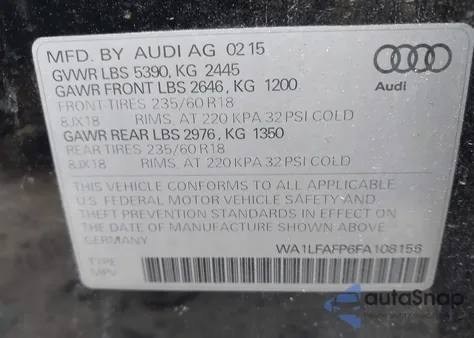 MFD. BY AUDI AG 02 15
GVWR LBS 5390, KG 2445
GAWR FRONT LBS 2646, KG 1200
FRONT-TIRES 235/60 R18
8JX18 RIMS, AT 220 KPA 32 PSI COLD
GAWR REAR LBS 2976, KG 1350
REAR TIRES 235/60 R18
8JX18 RIMS, AT 220 KPA 32 PSI COLD
THIS VEHICLE CONFORMS TO ALL APPLICABLE
U.S. FEDERAL MOTOR VEHICLE SAFETY AND
THEFT PREVENTION STANDARDS IN EFFECT ON
THE DATE OF MANUFACTURE SHOWN ABOVE.
GERMANY
WA1LFAFP6FA108156
TYPE
MPV
Audi
autoSnap